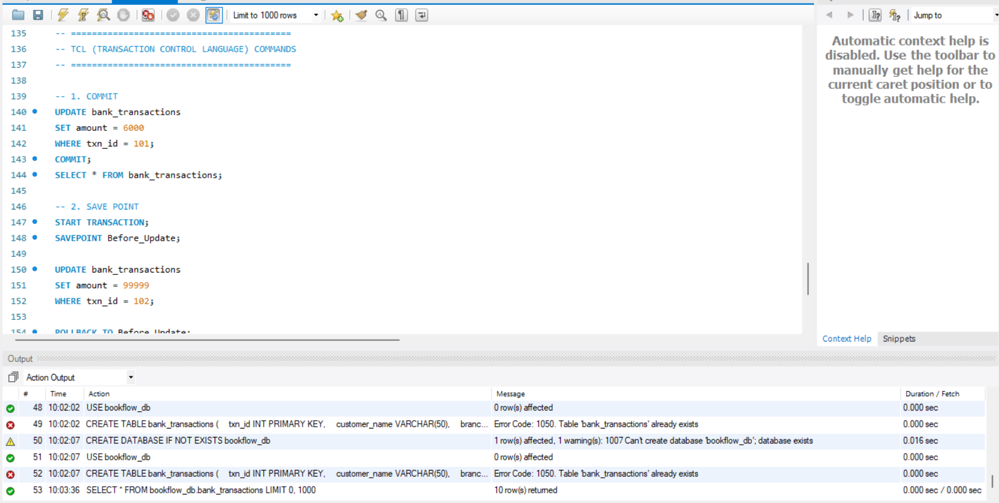 Limit to 1000 rows
Jump to
135 -- ==========================================
136 -- TCL (TRANSACTION CONTROL LANGUAGE) COMMANDS
137 -- ==========================================
138
139 -- 1. COMMIT
140 UPDATE bank_transactions
141 SET amount = 6000
142 WHERE txn_id = 101;
143 COMMIT;
144 SELECT * FROM bank_transactions;
145
146 -- 2. SAVE POINT
147 START TRANSACTION;
148 SAVEPOINT Before_Update;
149
150 UPDATE bank_transactions
151 SET amount = 99999
152 WHERE txn_id = 102;
153
154 ROLLBACK TO Before_Update;
Automatic context help is
disabled. Use the toolbar to
manually get help for the
current caret position or to
toggle automatic help.
Context Help Snippets
Output
Action Output
# Time Action Message Duration / Fetch
48 10:02:02 USE bookflow_db 0 row(s) affected 0.000 sec
49 10:02:02 CREATE TABLE bank_transactions ( txn_id INT PRIMARY KEY, customer_name VARCHAR(50), branc... Error Code: 1050. Table 'bank_transactions' already exists 0.000 sec
50 10:02:07 CREATE DATABASE IF NOT EXISTS bookflow_db 1 row(s) affected, 1 warning(s): 1007 Can't create database 'bookflow_db'; database exists 0.016 sec
51 10:02:07 USE bookflow_db 0 row(s) affected 0.000 sec
52 10:02:07 CREATE TABLE bank_transactions ( txn_id INT PRIMARY KEY, customer_name VARCHAR(50), branc... Error Code: 1050. Table 'bank_transactions' already exists 0.000 sec
53 10:03:36 SELECT * FROM bookflow_db.bank_transactions LIMIT 0, 1000 10 row(s) returned 0.000 sec / 0.000 sec